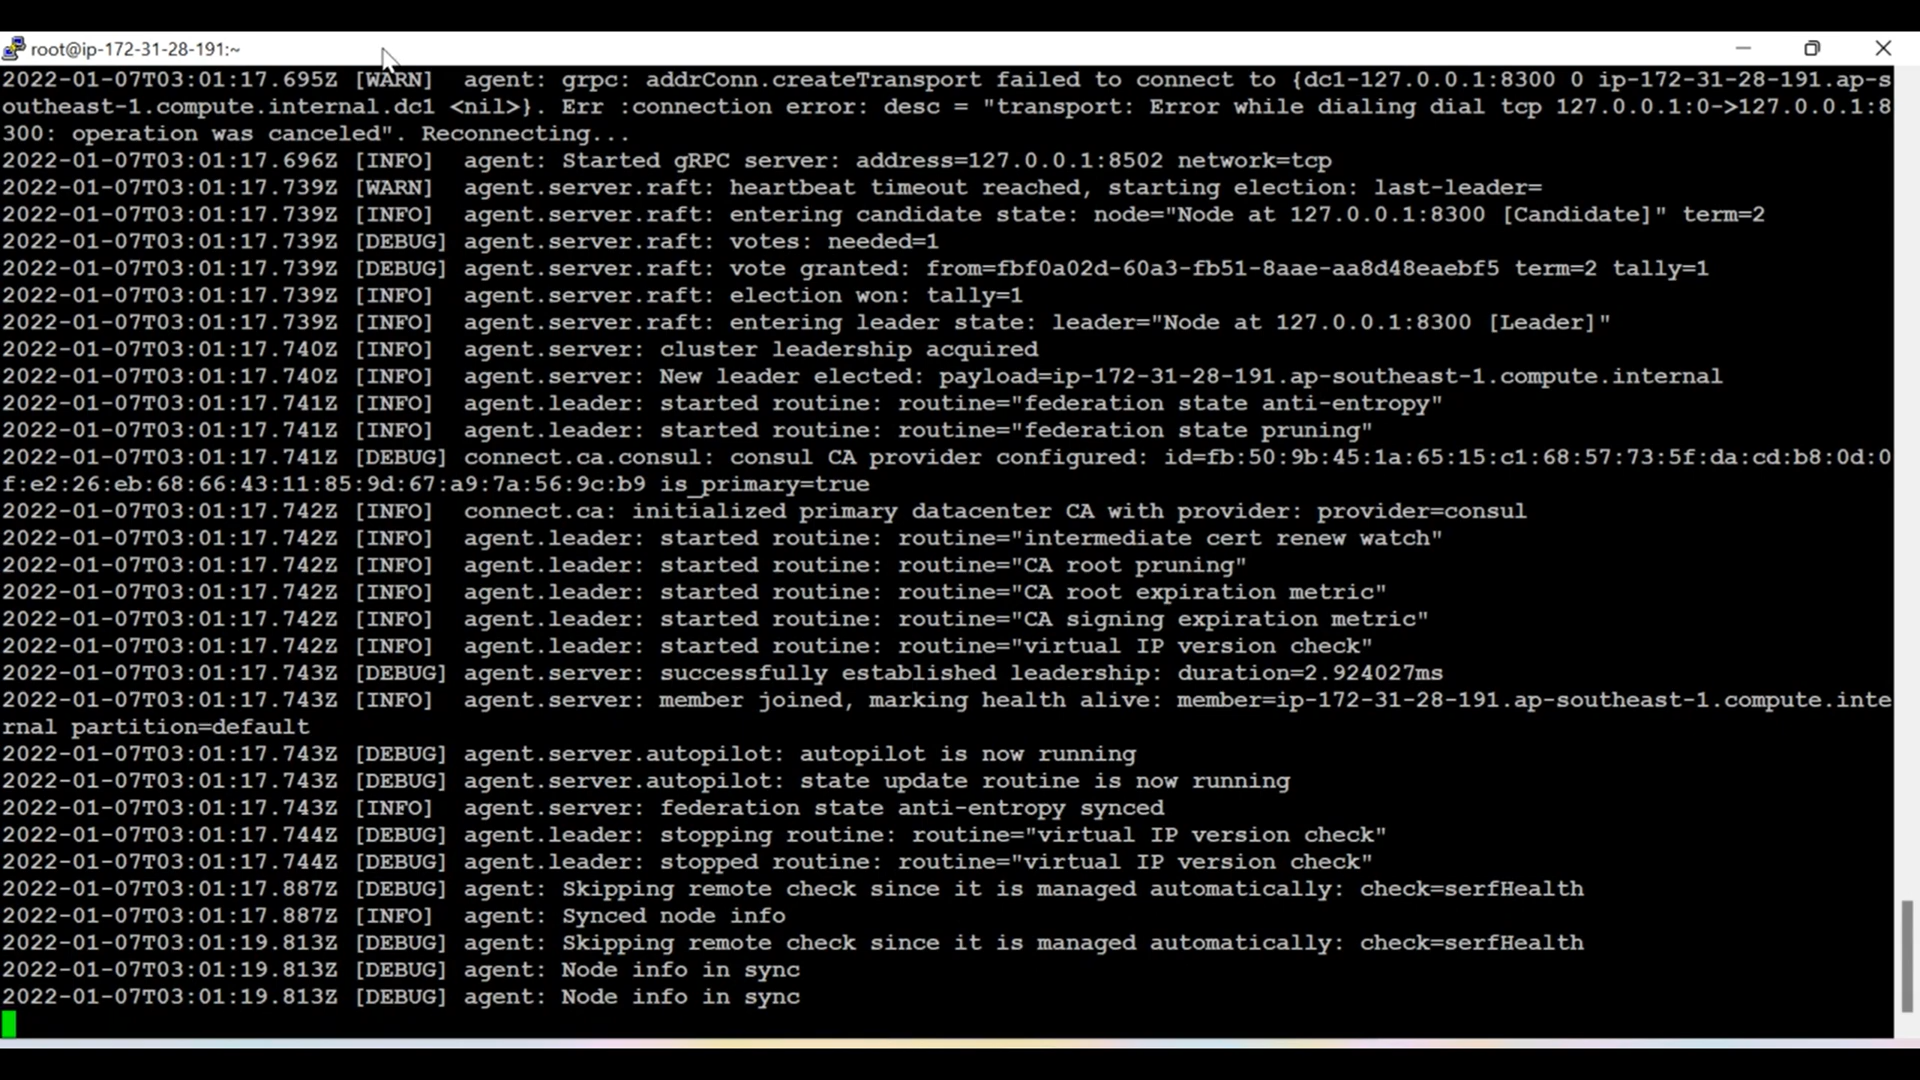 root@ip-172-31-28-191:~
2022-01-07T03:01:17.695Z [WARN]  agent: grpc: addrConn.createTransport failed to connect to {dc1-127.0.0.1:8300 0 ip-172-31-28-191.ap-s
outheast-1.compute.internal.dc1 <nil>}. Err :connection error: desc = "transport: Error while dialing dial tcp 127.0.0.1:0->127.0.0.1:8
300: operation was canceled". Reconnecting...
2022-01-07T03:01:17.696Z [INFO]  agent: Started gRPC server: address=127.0.0.1:8502 network=tcp
2022-01-07T03:01:17.739Z [WARN]  agent.server.raft: heartbeat timeout reached, starting election: last-leader=
2022-01-07T03:01:17.739Z [INFO]  agent.server.raft: entering candidate state: node="Node at 127.0.0.1:8300 [Candidate]" term=2
2022-01-07T03:01:17.739Z [DEBUG] agent.server.raft: votes: needed=1
2022-01-07T03:01:17.739Z [DEBUG] agent.server.raft: vote granted: from=fbf0a02d-60a3-fb51-8aae-aa8d48eaebf5 term=2 tally=1
2022-01-07T03:01:17.739Z [INFO]  agent.server.raft: election won: tally=1
2022-01-07T03:01:17.739Z [INFO]  agent.server.raft: entering leader state: leader="Node at 127.0.0.1:8300 [Leader]"
2022-01-07T03:01:17.740Z [INFO]  agent.server: cluster leadership acquired
2022-01-07T03:01:17.740Z [INFO]  agent.server: New leader elected: payload=ip-172-31-28-191.ap-southeast-1.compute.internal
2022-01-07T03:01:17.741Z [INFO]  agent.leader: started routine: routine="federation state anti-entropy"
2022-01-07T03:01:17.741Z [INFO]  agent.leader: started routine: routine="federation state pruning"
2022-01-07T03:01:17.741Z [DEBUG] connect.ca.consul: consul CA provider configured: id=fb:50:9b:45:1a:65:15:c1:68:57:73:5f:da:cd:b8:0d:0
f:e2:26:eb:68:66:43:11:85:9d:67:a9:7a:56:9c:b9 is_primary=true
2022-01-07T03:01:17.742Z [INFO]  connect.ca: initialized primary datacenter CA with provider: provider=consul
2022-01-07T03:01:17.742Z [INFO]  agent.leader: started routine: routine="intermediate cert renew watch"
2022-01-07T03:01:17.742Z [INFO]  agent.leader: started routine: routine="CA root pruning"
2022-01-07T03:01:17.742Z [INFO]  agent.leader: started routine: routine="CA root expiration metric"
2022-01-07T03:01:17.742Z [INFO]  agent.leader: started routine: routine="CA signing expiration metric"
2022-01-07T03:01:17.742Z [INFO]  agent.leader: started routine: routine="virtual IP version check"
2022-01-07T03:01:17.743Z [DEBUG] agent.server: successfully established leadership: duration=2.924027ms
2022-01-07T03:01:17.743Z [INFO]  agent.server: member joined, marking health alive: member=ip-172-31-28-191.ap-southeast-1.compute.inte
rnal partition=default
2022-01-07T03:01:17.743Z [DEBUG] agent.server.autopilot: autopilot is now running
2022-01-07T03:01:17.743Z [DEBUG] agent.server.autopilot: state update routine is now running
2022-01-07T03:01:17.743Z [INFO]  agent.server: federation state anti-entropy synced
2022-01-07T03:01:17.744Z [DEBUG] agent.leader: stopping routine: routine="virtual IP version check"
2022-01-07T03:01:17.744Z [DEBUG] agent.leader: stopped routine: routine="virtual IP version check"
2022-01-07T03:01:17.887Z [DEBUG] agent: Skipping remote check since it is managed automatically: check=serfHealth
2022-01-07T03:01:17.887Z [INFO]  agent: Synced node info
2022-01-07T03:01:19.813Z [DEBUG] agent: Skipping remote check since it is managed automatically: check=serfHealth
2022-01-07T03:01:19.813Z [DEBUG] agent: Node info in sync
2022-01-07T03:01:19.813Z [DEBUG] agent: Node info in sync